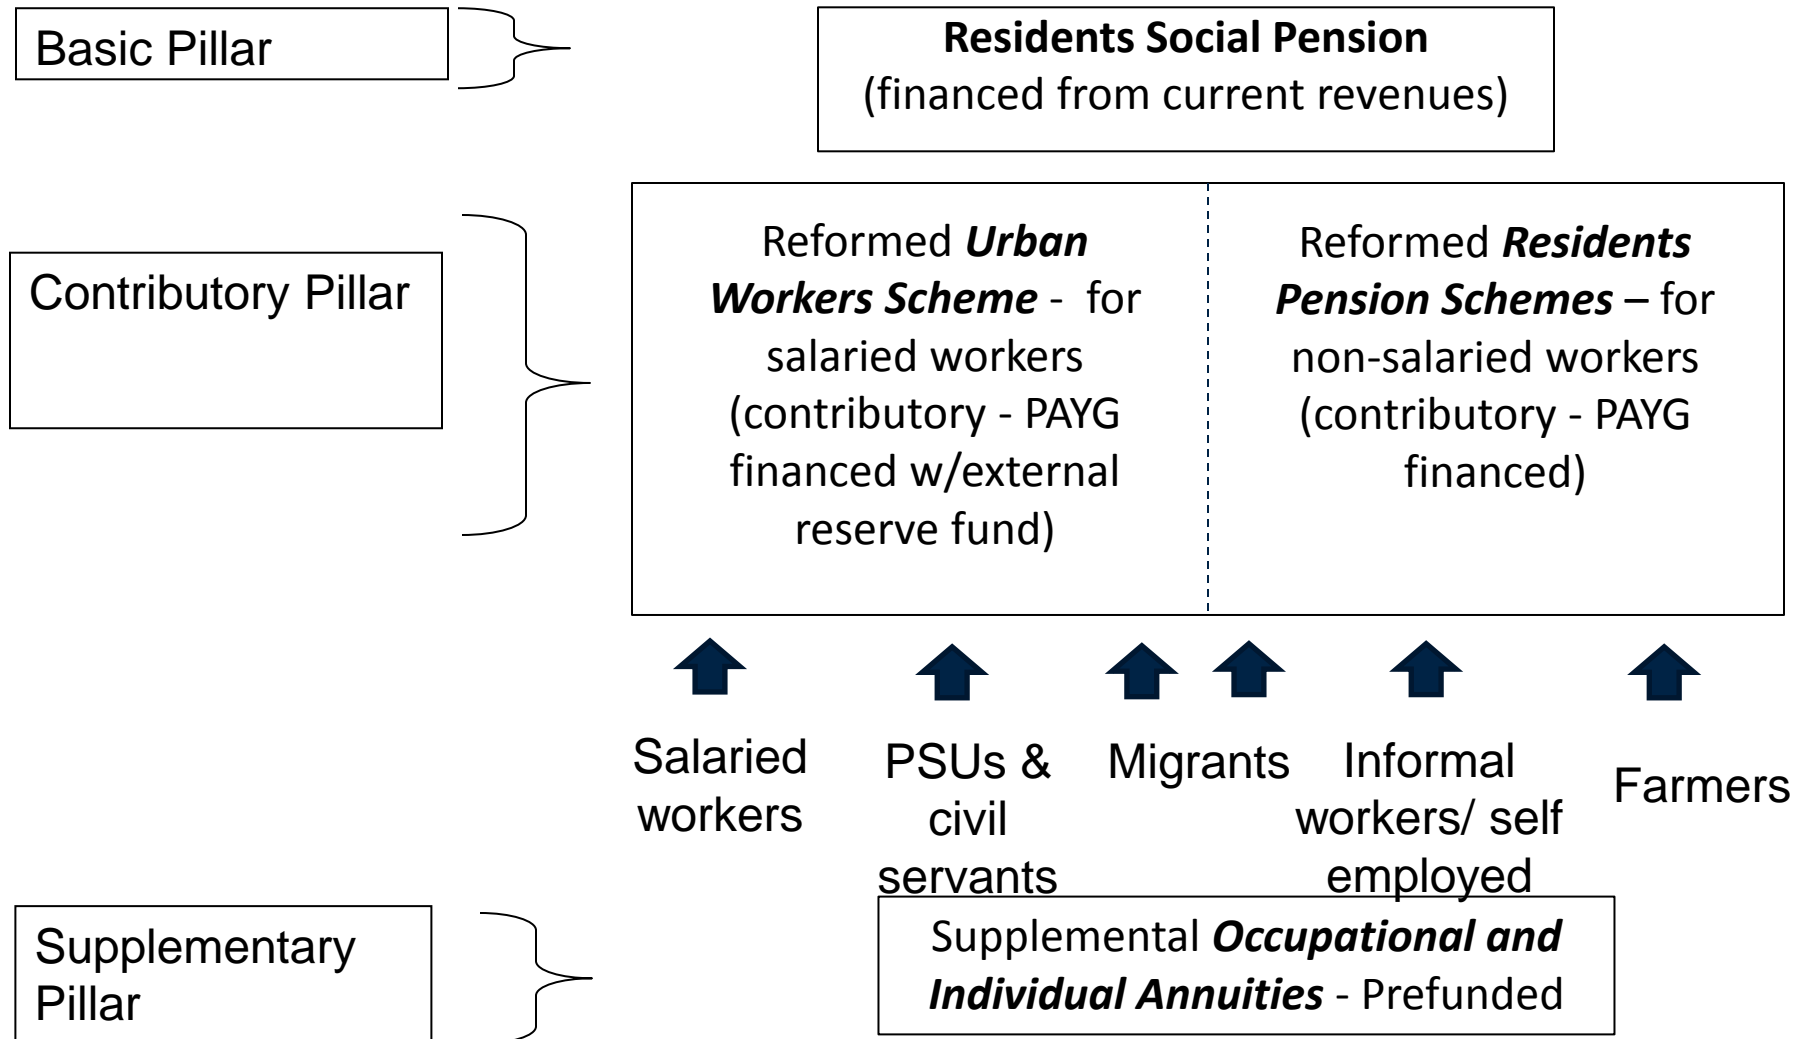 Basic Pillar
Residents Social Pension
(financed from current revenues)
Contributory Pillar
Reformed Urban
Workers Scheme - for
salaried workers
(contributory - PAYG
financed w/external
reserve fund)
Reformed Residents
Pension Schemes – for
non-salaried workers
(contributory - PAYG
financed)
Salaried
workers
PSUs &
civil
servants
Migrants
Informal
workers/ self
employed
Farmers
Supplementary
Pillar
Supplemental Occupational and
Individual Annuities - Prefunded